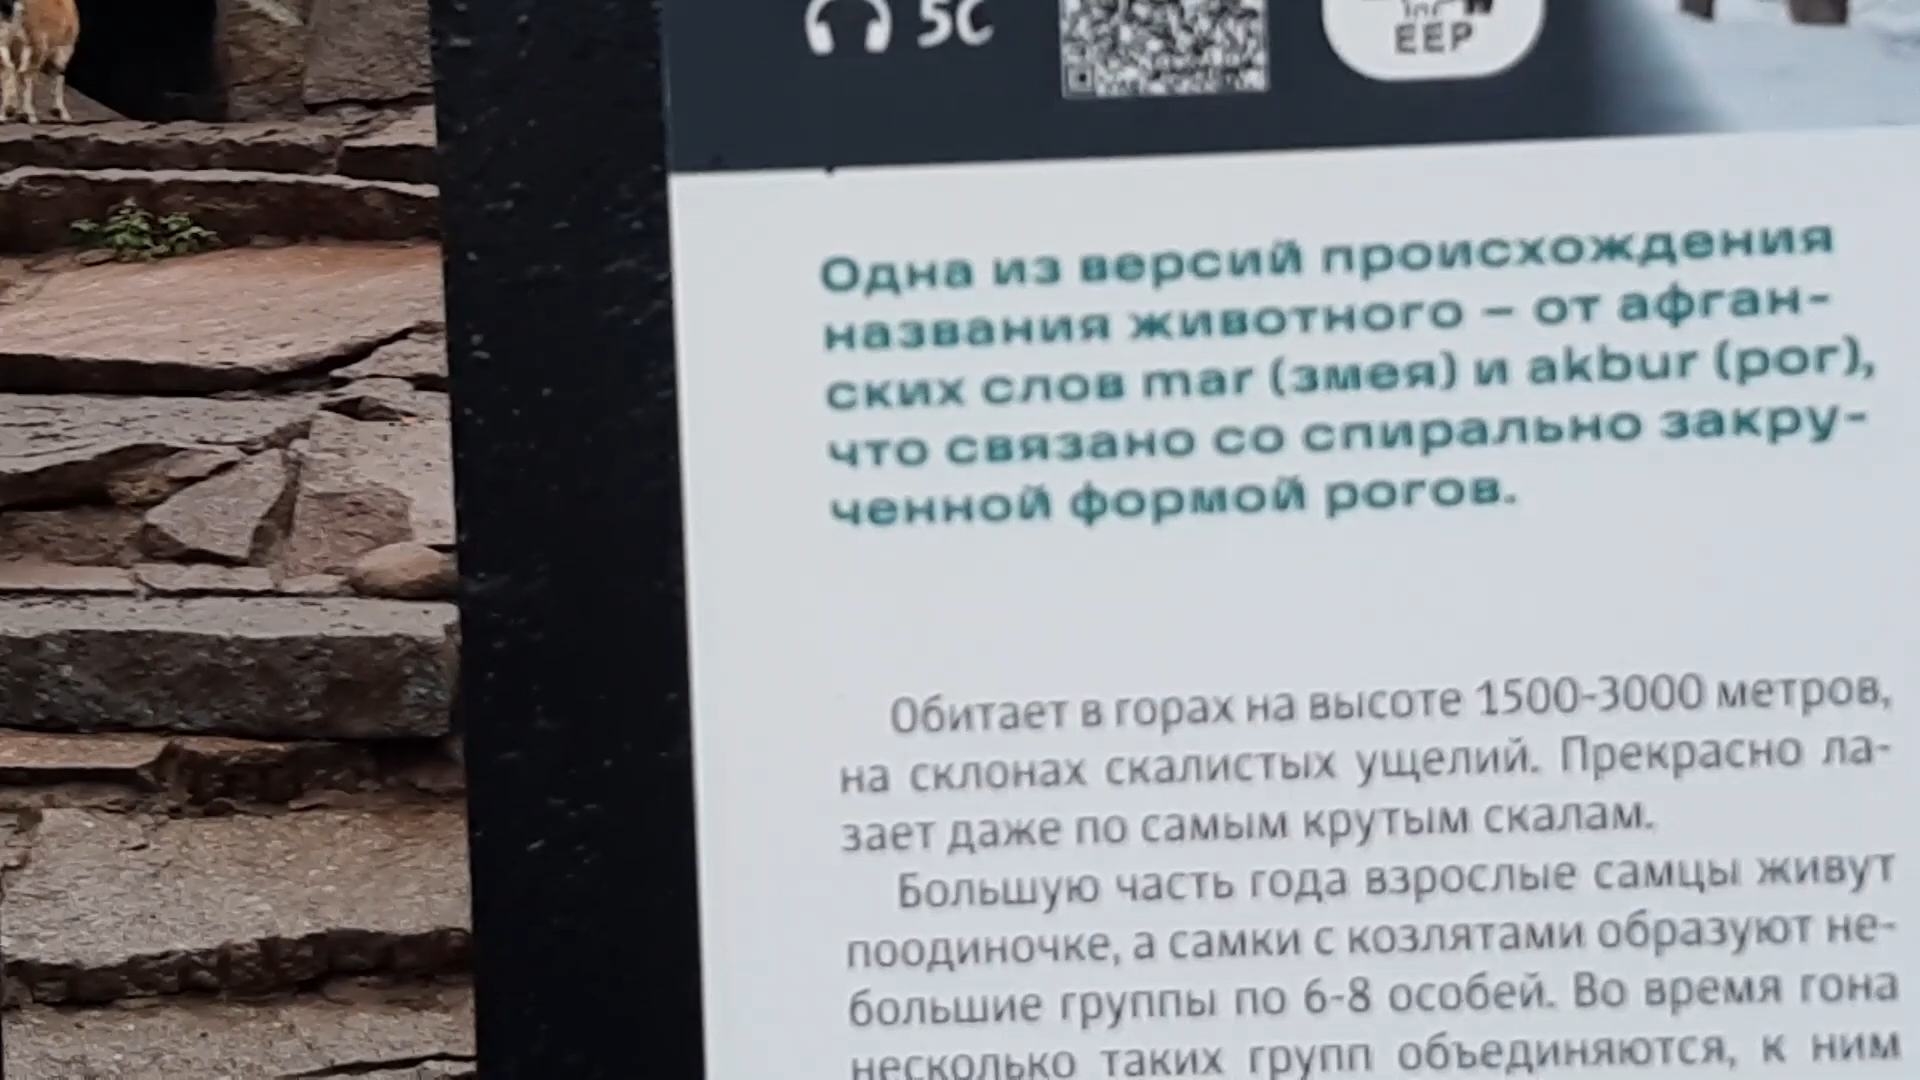 5C
EEP
Одна из версий происхождения
названия животного – от афган-
ских слов mar (змея) и akbur (рог),
что связано со спирально закру-
ченной формой рогов.
Обитает в горах на высоте 1500-3000 метров,
на склонах скалистых ущелий. Прекрасно ла-
зает даже по самым крутым скалам.
Большую часть года взрослые самцы живут
поодиночке, а самки с козлятами образуют не-
большие группы по 6-8 особей. Во время гона
несколько таких групп объединяются, к ним